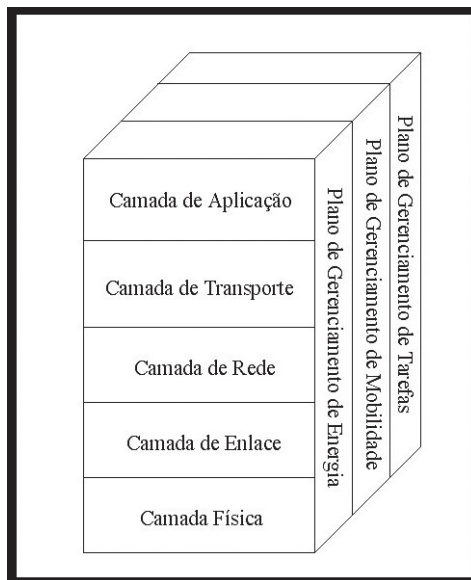 Camada de Aplicação
Camada de Transporte
Camada de Rede
Camada de Enlace
Camada Física
Plano de Gerenciamento de Energia
Plano de Gerenciamento de Mobilidade
Plano de Gerenciamento de Tarefas